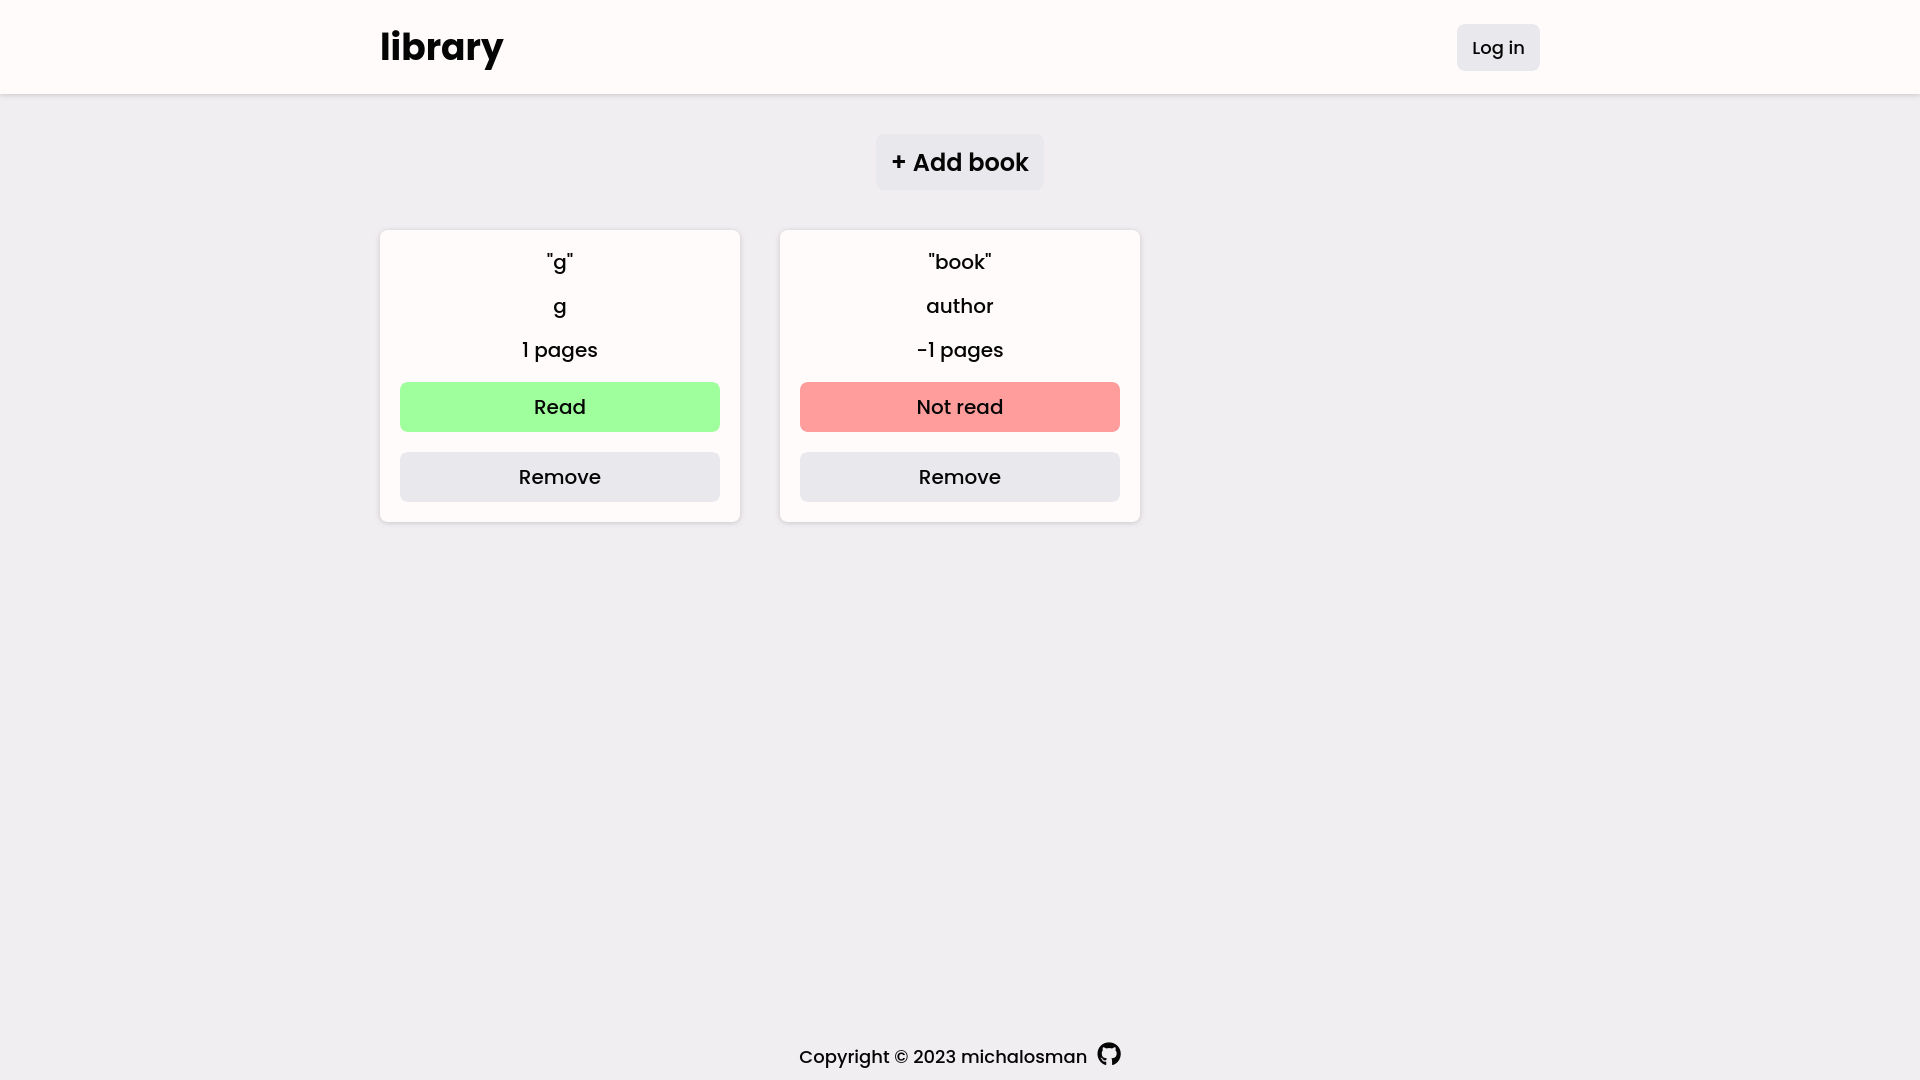 library
Log in
+ Add book
"g"
g
1 pages
Read
Remove
"book"
author
-1 pages
Not read
Remove
Copyright © 2023 michalosman